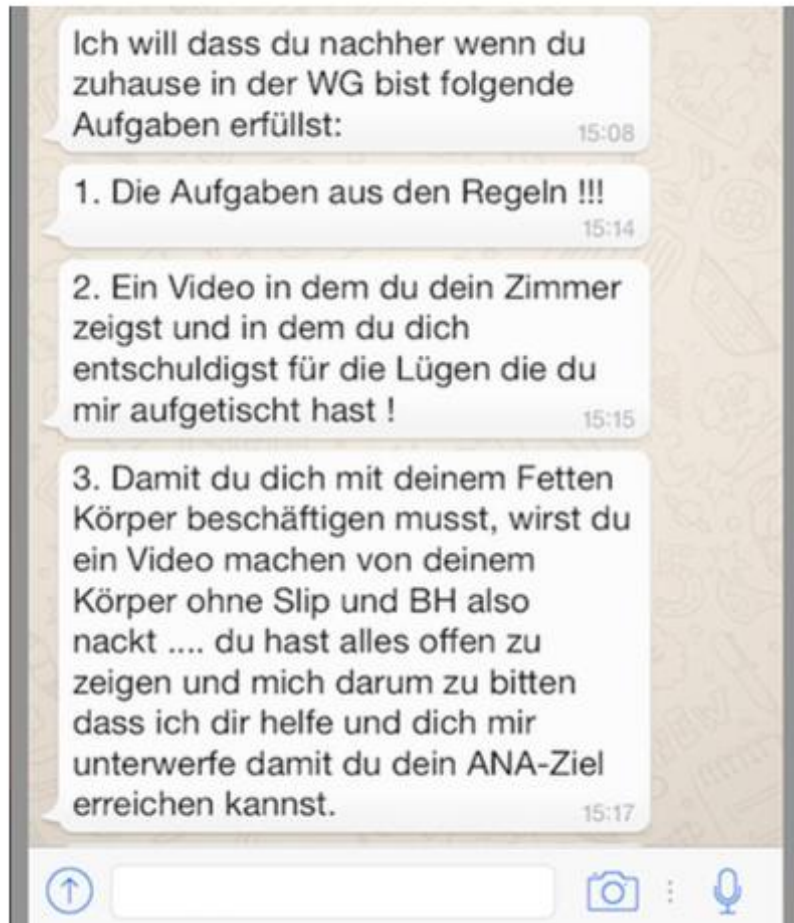 Ich will dass du nachher wenn du
zuhause in der WG bist folgende
Aufgaben erfüllst:
15:08
1. Die Aufgaben aus den Regeln !!!
15:14
2. Ein Video in dem du dein Zimmer
zeigst und in dem du dich
entschuldigst für die Lügen die du
mir aufgetischt hast !
15:15
3. Damit du dich mit deinem Fetten
Körper beschäftigen musst, wirst du
ein Video machen von deinem
Körper ohne Slip und BH also
nackt .... du hast alles offen zu
zeigen und mich darum zu bitten
dass ich dir helfe und dich mir
unterwerfe damit du dein ANA-Ziel
erreichen kannst.
15:17